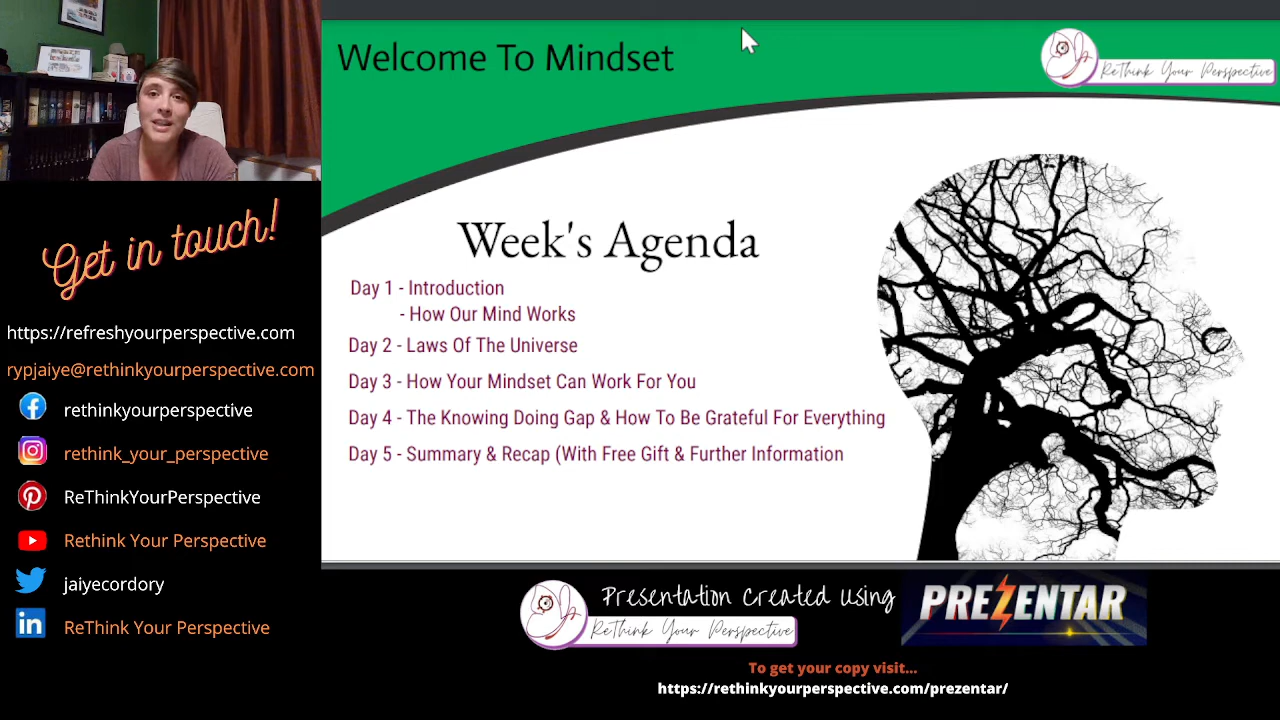 Welcome To Mindset
ReThink Your Perspective
Week's Agenda
Day 1 - Introduction
- How Our Mind Works
Day 2 - Laws Of The Universe
Day 3 - How Your Mindset Can Work For You
Day 4 - The Knowing Doing Gap & How To Be Grateful For Everything
Day 5 - Summary & Recap (With Free Gift & Further Information
Get in touch!
https://refreshyourperspective.com
rypjaiye@rethinkyourperspective.com
rethinkyourperspective
rethink_your_perspective
ReThinkYourPerspective
Rethink Your Perspective
jaiyecordory
in
ReThink Your Perspective
Presentation Created Using
ReThink Your Perspective
PREZENTAR
To get your copy visit...
https://rethinkyourperspective.com/prezentar/